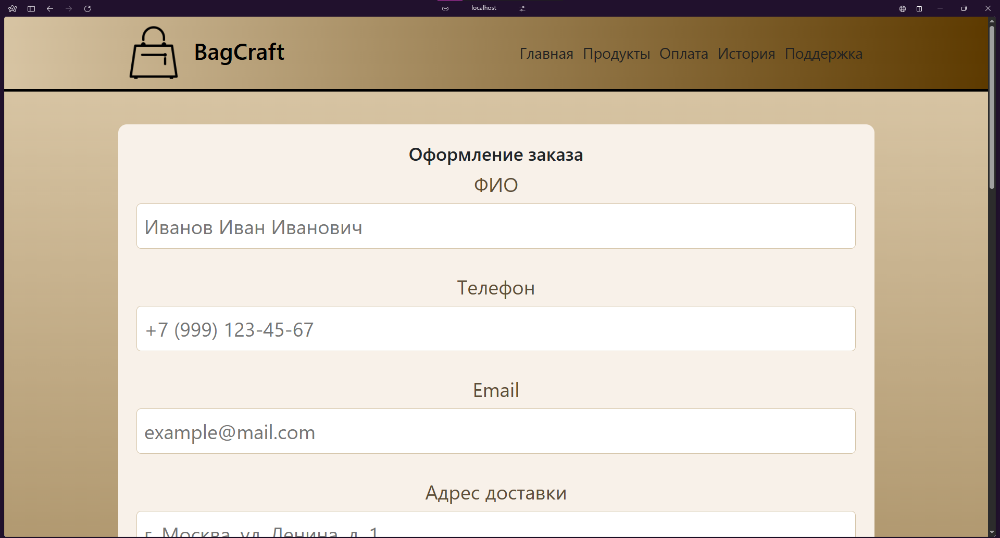 localhost
BagCraft
Главная Продукты Оплата История Поддержка
Оформление заказа
ФИО
Иванов Иван Иванович
Телефон
+7 (999) 123-45-67
Email
example@mail.com
Адрес доставки
г. Москва, ул. Ленина, д. 1